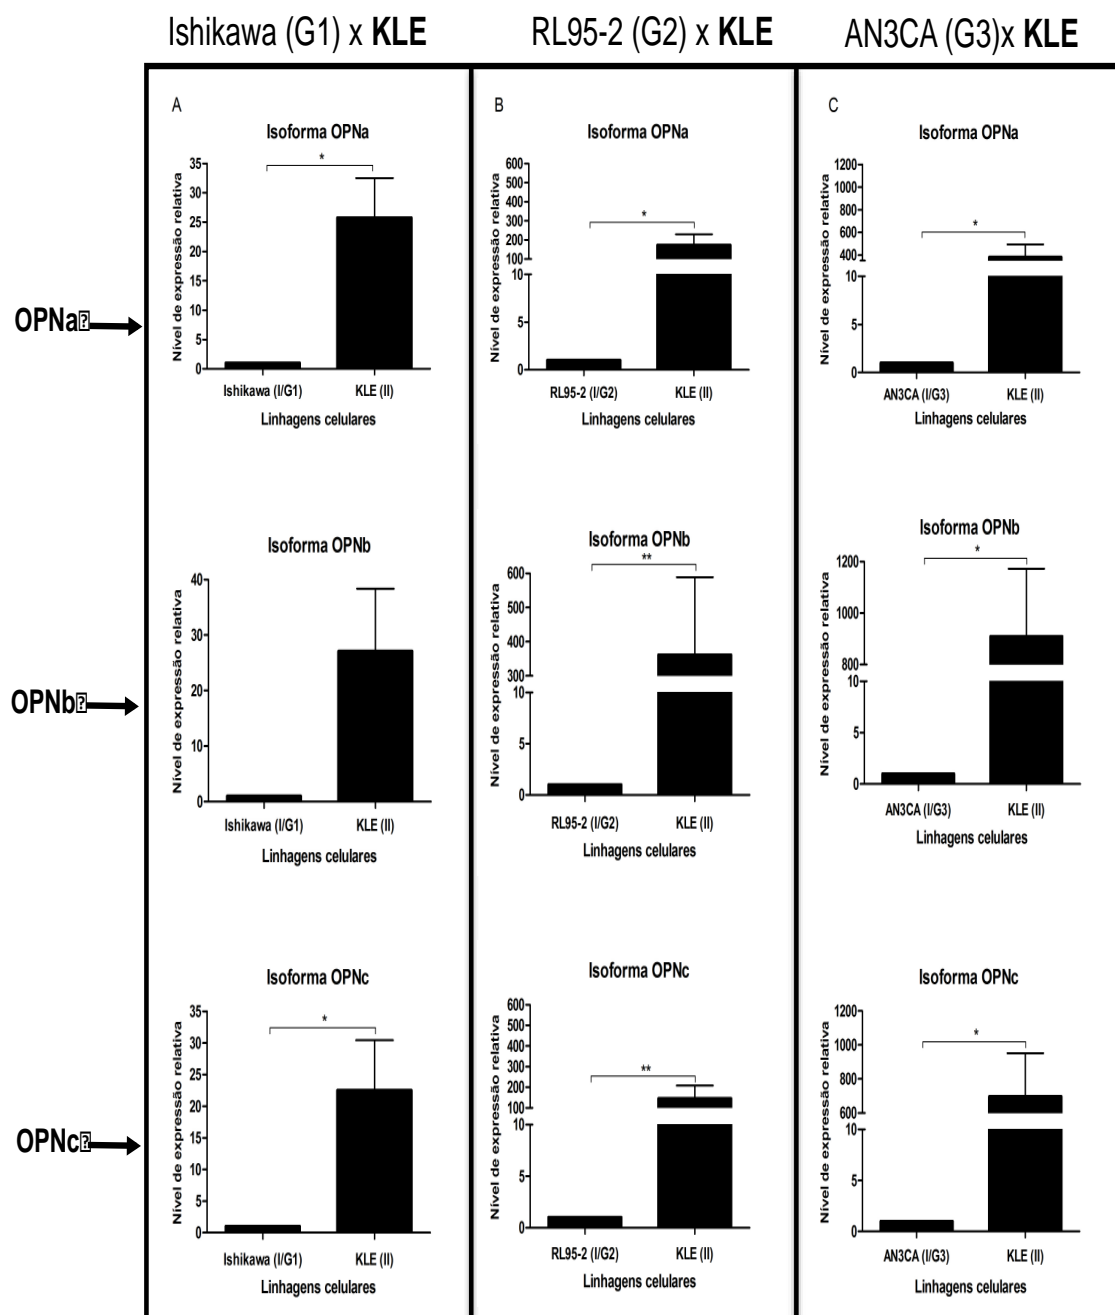 Ishikawa (G1) x KLE
RL95-2 (G2) x KLE
AN3CA (G3)x KLE
OPNa
A
Isoforma OPNa
Nível de expressão relativa
35
30
25
20
15
10
5
0
*
Ishikawa (I/G1)
KLE (II)
Linhagens celulares
B
Isoforma OPNa
Nível de expressão relativa
600
500
400
300
200
100
10
5
0
*
RL95-2 (I/G2)
KLE (II)
Linhagens celulares
C
Isoforma OPNa
Nível de expressão relativa
1200
1000
800
600
400
10
5
0
*
AN3CA (I/G3)
KLE (II)
Linhagens celulares
OPNb
Isoforma OPNb
Nível de expressão relativa
40
30
20
10
0
Ishikawa (I/G1)
KLE (II)
Linhagens celulares
Isoforma OPNb
Nível de expressão relativa
600
500
400
300
10
5
0
**
RL95-2 (I/G2)
KLE (II)
Linhagens celulares
Isoforma OPNb
Nível de expressão relativa
1200
1000
800
10
5
0
*
AN3CA (I/G3)
KLE (II)
Linhagens celulares
OPNc
Isoforma OPNc
Nível de expressão relativa
35
30
25
20
15
10
5
0
*
Ishikawa (I/G1)
KLE (II)
Linhagens celulares
Isoforma OPNc
Nível de expressão relativa
600
500
400
300
200
100
10
5
0
**
RL95-2 (I/G2)
KLE (II)
Linhagens celulares
Isoforma OPNc
Nível de expressão relativa
1200
1000
800
600
10
5
0
*
AN3CA (I/G3)
KLE (II)
Linhagens celulares